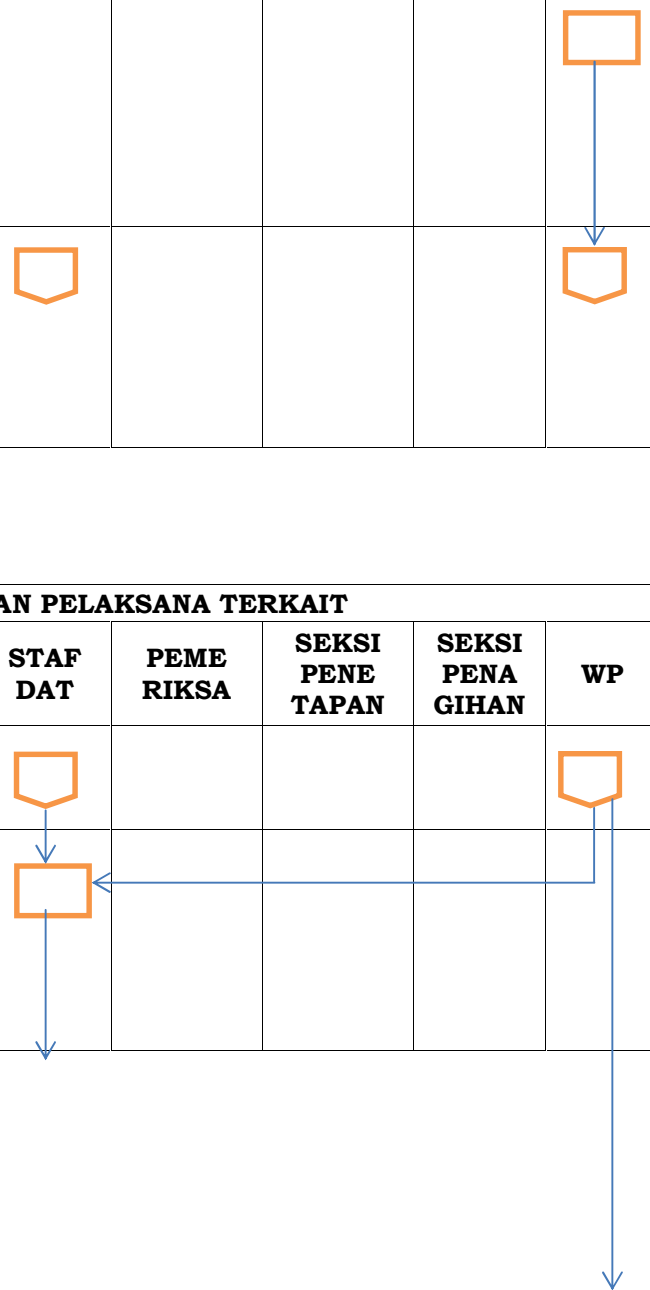 AN PELAKSANA TERKAIT
STAF
DAT
PEME
RIKSA
SEKSI
PENE
TAPAN
SEKSI
PENA
GIHAN
WP